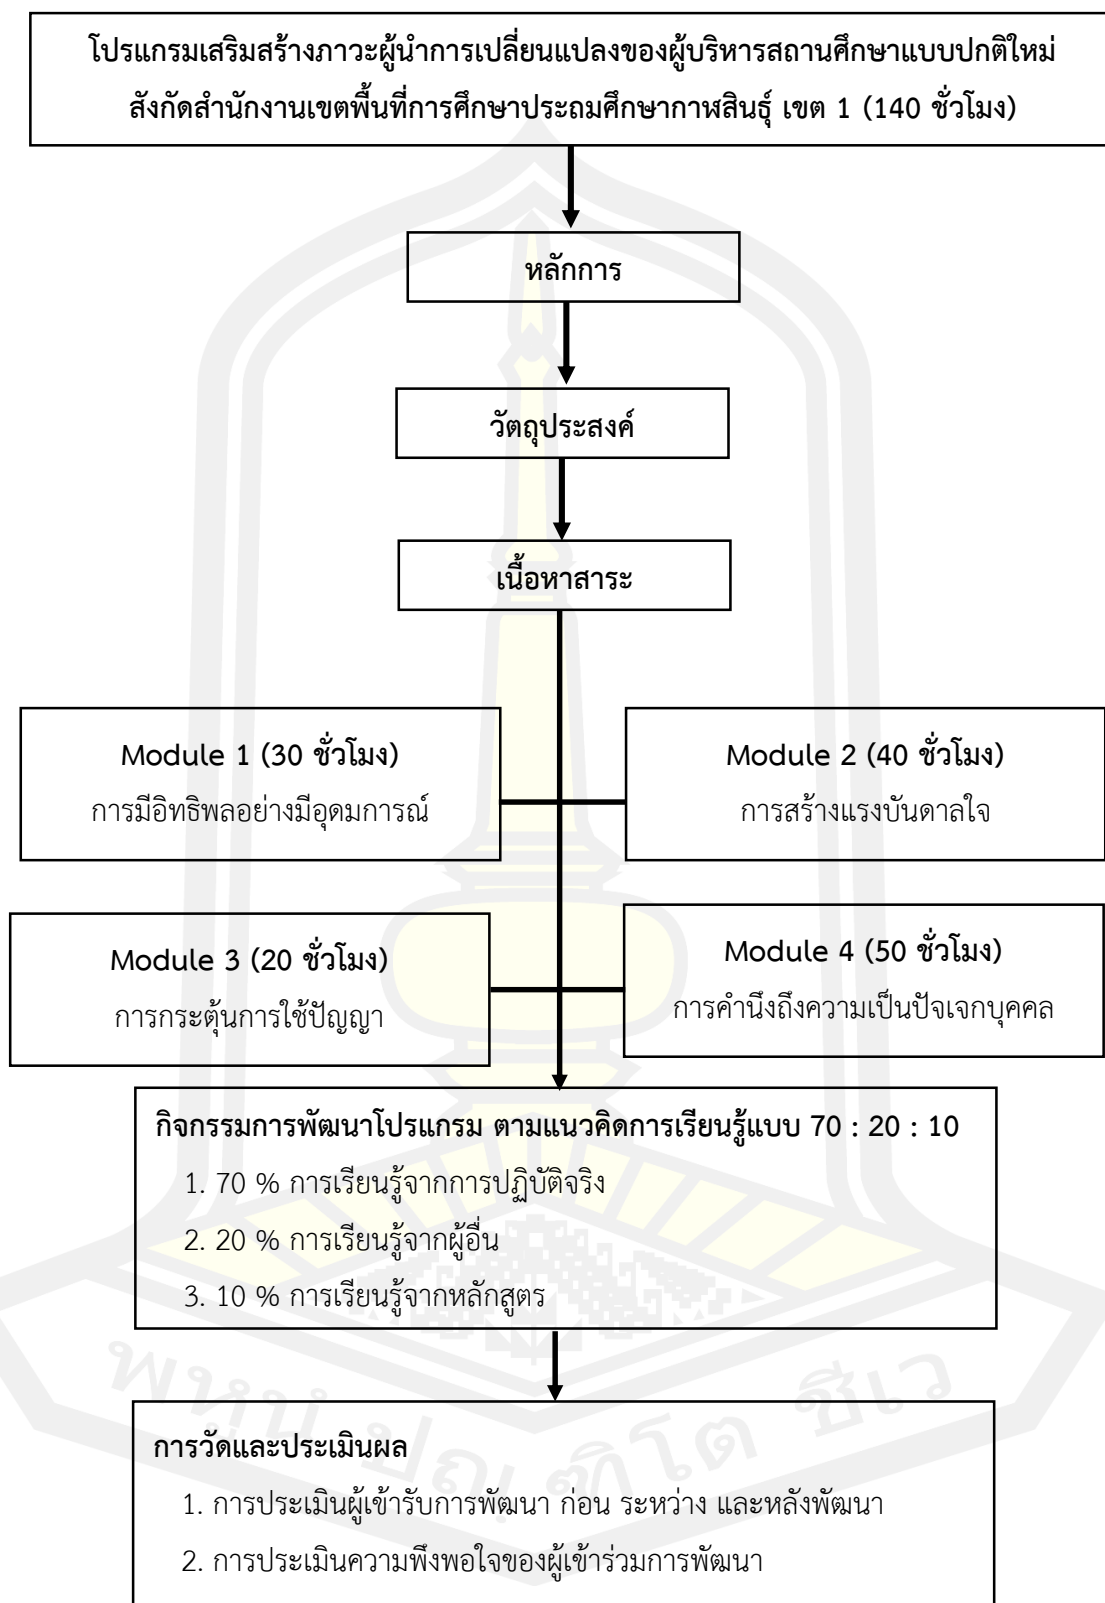 โปรแกรมเสริมสร้างภาวะผู้นำการเปลี่ยนแปลงของผู้บริหารสถานศึกษาแบบปกติใหม่
สังกัดสำนักงานเขตพื้นที่การศึกษาประถมศึกษากาฬสินธุ์ เขต 1 (140 ชั่วโมง)
หลักการ
วัตถุประสงค์
เนื้อหาสาระ
Module 1 (30 ชั่วโมง)
การมีอิทธิพลอย่างมีอุดมการณ์
Module 2 (40 ชั่วโมง)
การสร้างแรงบันดาลใจ
Module 3 (20 ชั่วโมง)
การกระตุ้นการใช้ปัญญา
Module 4 (50 ชั่วโมง)
การคำนึงถึงความเป็นปัจเจกบุคคล
กิจกรรมการพัฒนาโปรแกรม ตามแนวคิดการเรียนรู้แบบ 70 : 20 : 10
1. 70 % การเรียนรู้จากการปฏิบัติจริง
2. 20 % การเรียนรู้จากผู้อื่น
3. 10 % การเรียนรู้จากหลักสูตร
การวัดและประเมินผล
1. การประเมินผู้เข้ารับการพัฒนา ก่อน ระหว่าง และหลังพัฒนา
2. การประเมินความพึงพอใจของผู้เข้าร่วมการพัฒนา
พหูนํ ปณฺฑิโต ชีเว